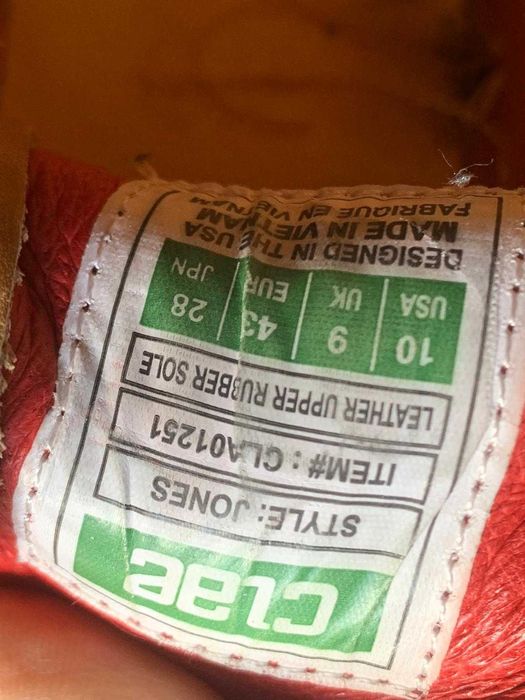 clae
STYLE: JONES
ITEM#: CLA01251
LEATHER UPPER RUBBER SOLE
10 9 43 28
USA UK EUR JPN
DESIGNED IN THE USA
MADE IN VIETNAM
FABRIQUE EN VIETNAM